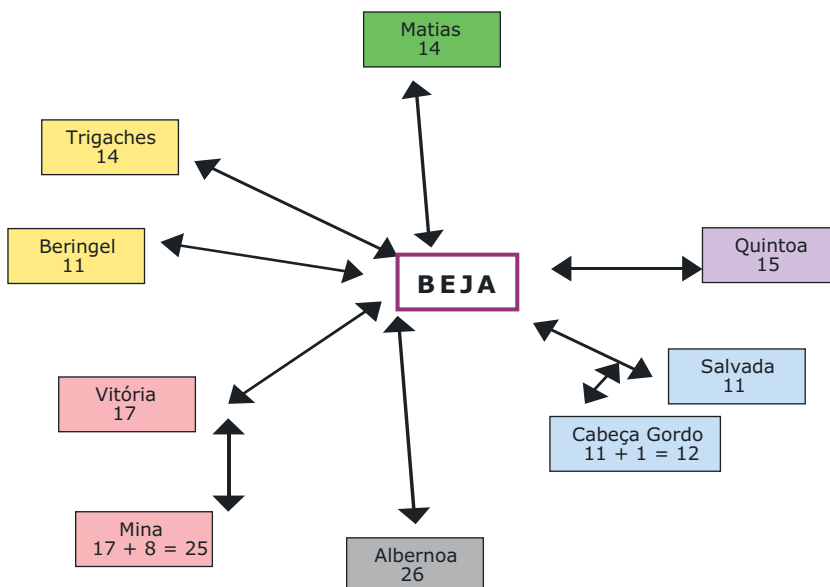 Matias
14
Trigaches
14
Beringel
11
BEJA
Quintoa
15
Salvada
11
Cabeça Gordo
11 + 1 = 12
Vitória
17
Mina
17 + 8 = 25
Albernoa
26